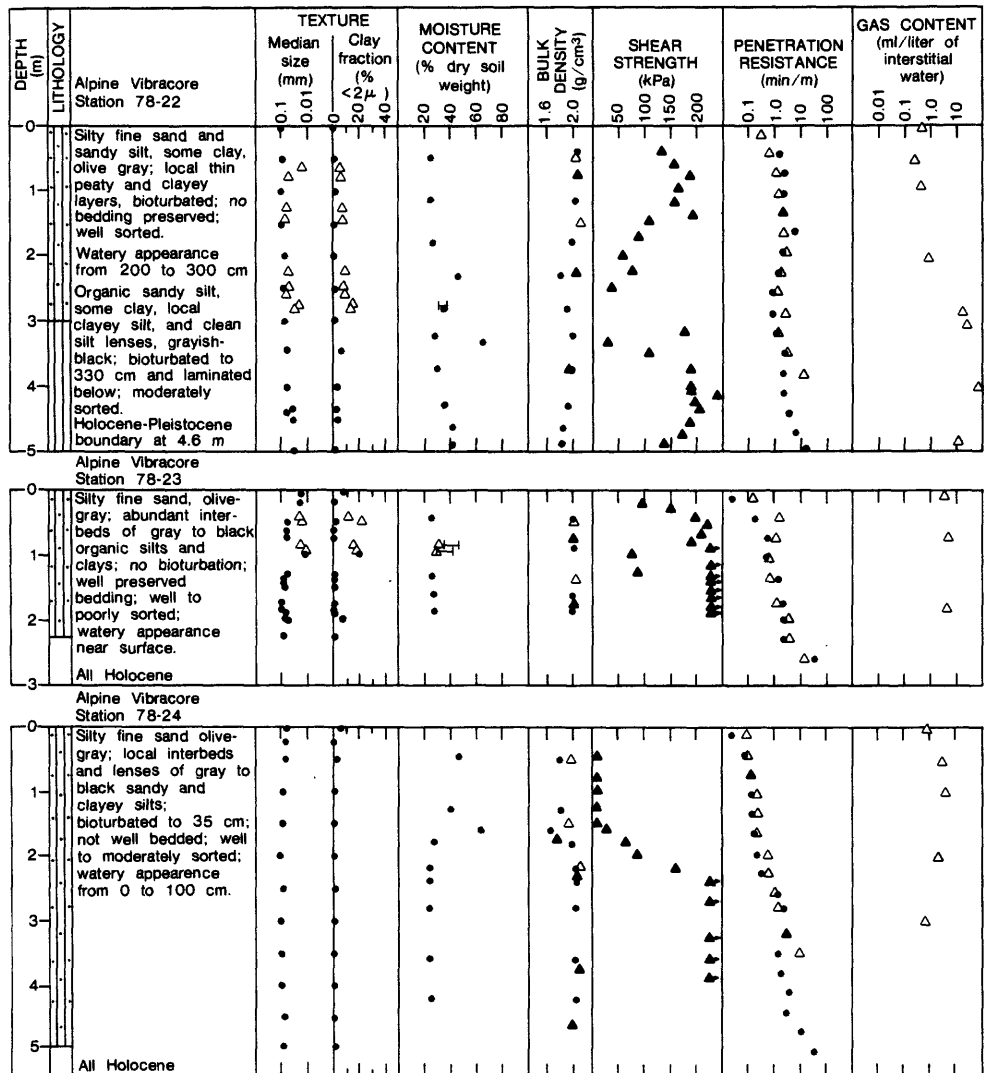 DEPTH
(m)
LITHOLOGY
Alpine Vibracore
Station 78-22
TEXTURE
Median
size
(mm)
Clay
fraction
(%
<2μ)
MOISTURE
CONTENT
(% dry soil
weight)
BULK
DENSITY
(g/cm³)
SHEAR
STRENGTH
(kPa)
PENETRATION
RESISTANCE
(min/m)
GAS CONTENT
(ml/liter of
interstitial
water)
0.1 0.01
0 20 40
20 40 60 80
1.6 2.0
50 100 150 200
0.1 1.0 10 100
0.01 0.1 1.0 10
0
1
2
3
4
5
Silty fine sand and
sandy silt, some clay,
olive gray; local thin
peaty and clayey
layers, bioturbated; no
bedding preserved;
well sorted.
Watery appearance
from 200 to 300 cm
Organic sandy silt,
some clay, local
clayey silt, and clean
silt lenses, grayish-
black; bioturbated to
330 cm and laminated
below; moderately
sorted.
Holocene-Pleistocene
boundary at 4.6 m
Alpine Vibracore
Station 78-23
0
1
2
3
Silty fine sand, olive-
gray; abundant inter-
beds of gray to black
organic silts and
clays; no bioturbation;
well preserved
bedding; well to
poorly sorted;
watery appearance
near surface.
All Holocene
Alpine Vibracore
Station 78-24
0
1
2
3
4
5
Silty fine sand olive-
gray; local interbeds
and lenses of gray to
black sandy and
clayey silts;
bioturbated to 35 cm;
not well bedded; well
to moderately sorted;
watery appearence
from 0 to 100 cm.
All Holocene